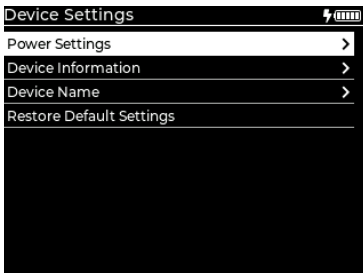 Device Settings
Power Settings
Device Information
Device Name
Restore Default Settings